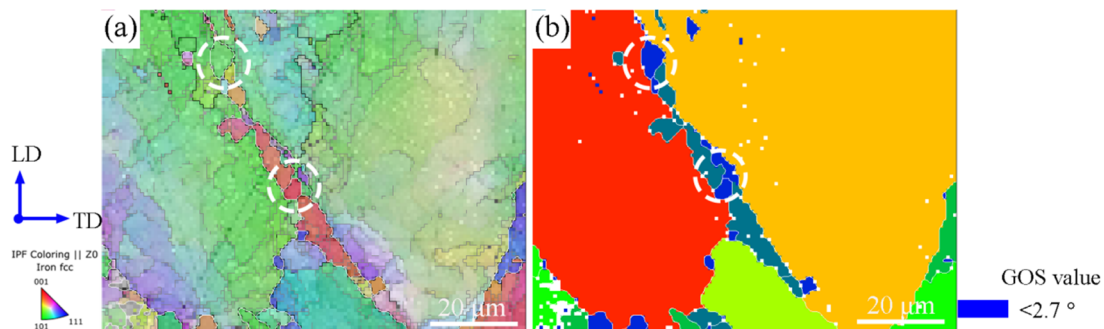 (a)
(b)
LD
TD
IPF Coloring || Z0
Iron fcc
001
101
111
20 µm
20 µm
GOS value
<2.7 °